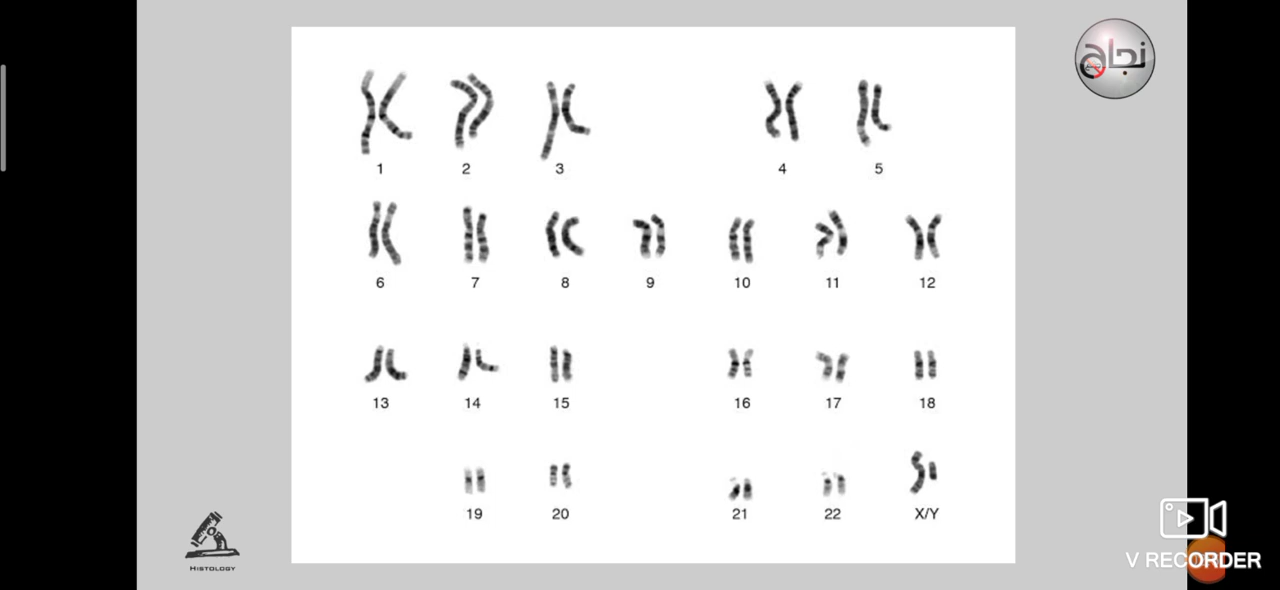 نجاح
1 2 3 4 5
6 7 8 9 10 11 12
13 14 15 16 17 18
19 20 21 22 X/Y
HISTOLOGY
V RECORDER